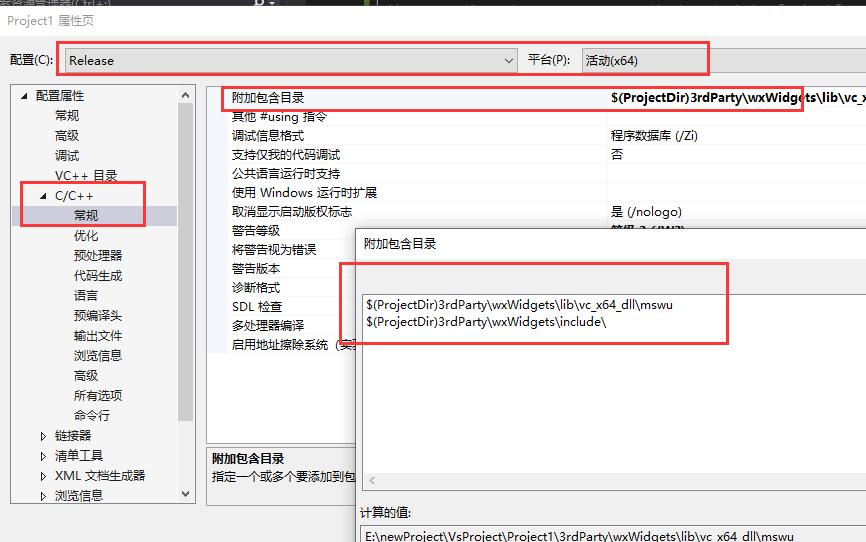 案资源管理器(Ctrl+;)
Project1 属性页
配置(C): Release 平台(P): 活动(x64)
配置属性
常规
高级
调试
VC++ 目录
C/C++
常规
优化
预处理器
代码生成
语言
预编译头
输出文件
浏览信息
高级
所有选项
命令行
链接器
清单工具
XML 文档生成器
浏览信息
附加包含目录 $(ProjectDir)3rdParty\wxWidgets\lib\vc_x
其他 #using 指令
调试信息格式 程序数据库 (/Zi)
支持仅我的代码调试 否
公共语言运行时支持
使用 Windows 运行时扩展
取消显示启动版权标志 是 (/nologo)
警告等级
将警告视为错误
警告版本
诊断格式
SDL 检查
多处理器编译
启用地址擦除系统 (实
附加包含目录
指定一个或多个要添加到包
附加包含目录
$(ProjectDir)3rdParty\wxWidgets\lib\vc_x64_dll\mswu
$(ProjectDir)3rdParty\wxWidgets\include\
计算的值:
E:\newProject\VsProject\Project1\3rdParty\wxWidgets\lib\vc_x64_dll\mswu